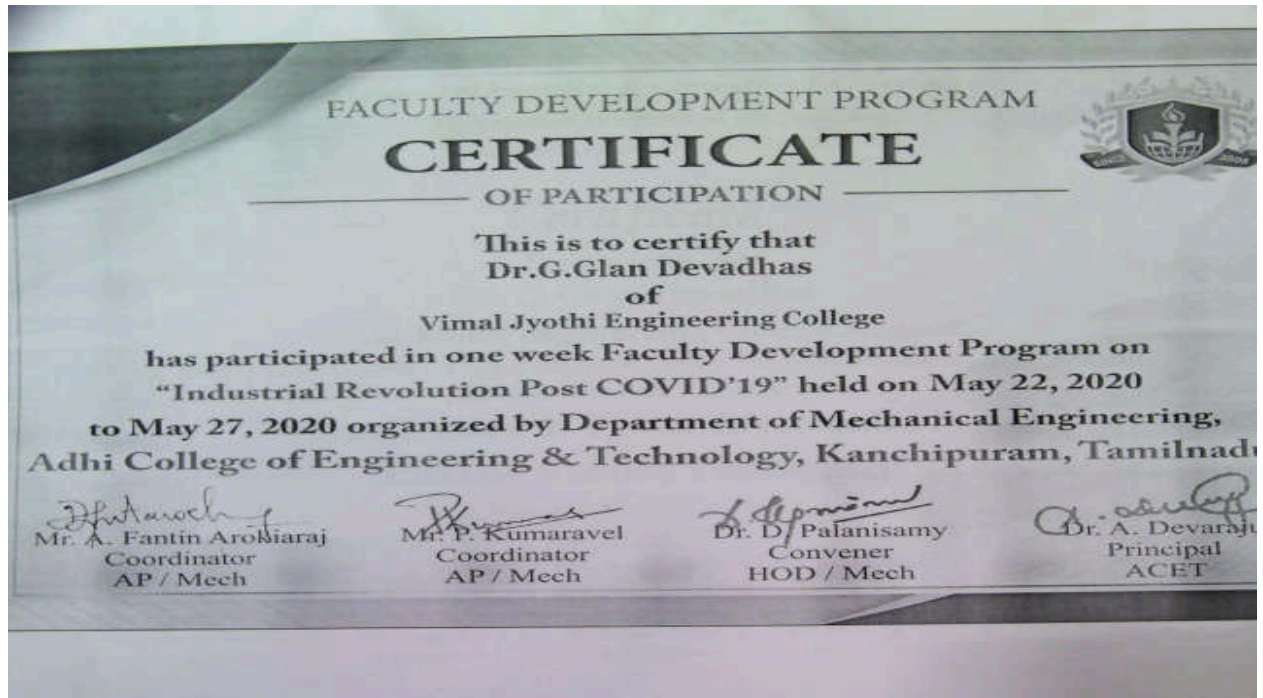 FACULTY DEVELOPMENT PROGRAM
CERTIFICATE
OF PARTICIPATION
SINCE 2008
This is to certify that
Dr.G.Glan Devadhas
of
Vimal Jyothi Engineering College
has participated in one week Faculty Development Program on
“Industrial Revolution Post COVID'19” held on May 22, 2020
to May 27, 2020 organized by Department of Mechanical Engineering,
Adhi College of Engineering & Technology, Kanchipuram, Tamilnadu
Mr. A. Fantin Arokiaraj
Coordinator
AP / Mech
Mr. P. Kumaravel
Coordinator
AP / Mech
Dr. D. Palanisamy
Convener
HOD / Mech
Dr. A. Devaraju
Principal
ACET